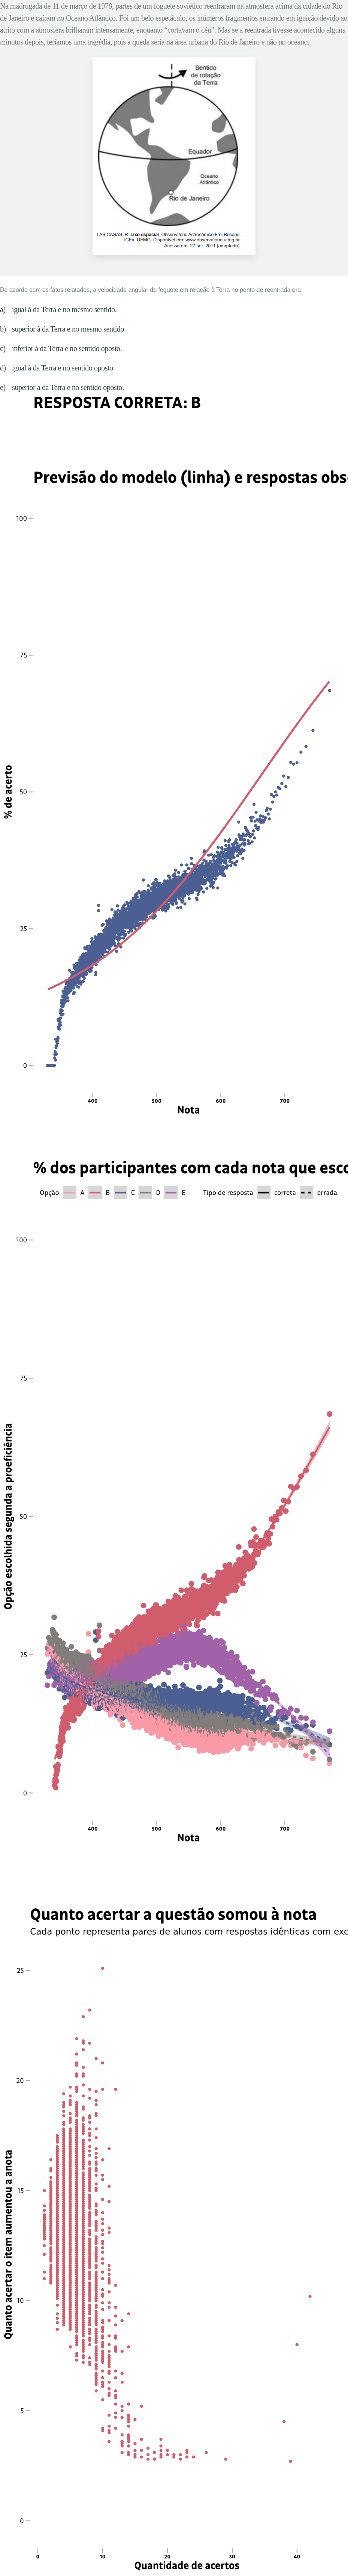 Na madrugada de 11 de março de 1978, partes de um foguete soviético reentraram na atmosfera acima da cidade do Rio
de Janeiro e caíram no Oceano Atlântico. Foi um belo espetáculo, os inúmeros fragmentos entrando em ignição devido ao
atrito com a atmosfera brilharam intensamente, enquanto “cortavam o céu”. Mas se a reentrada tivesse acontecido alguns
minutos depois, teríamos uma tragédia, pois a queda seria na área urbana do Rio de Janeiro e não no oceano.
Sentido
de rotação
da Terra
Equador
Oceano
Atlântico
Rio de Janeiro
LAS CASAS, R. Lixo espacial. Observatório Astronômico Frei Rosário,
ICEx, UFMG. Disponível em: www.observatorio.ufmg.br.
Acesso em: 27 set. 2011 (adaptado).
De acordo com os fatos relatados, a velocidade angular do foguete em relação à Terra no ponto de reentrada era
a) igual à da Terra e no mesmo sentido.
b) superior à da Terra e no mesmo sentido.
c) inferior à da Terra e no sentido oposto.
d) igual à da Terra e no sentido oposto.
e) superior à da Terra e no sentido oposto.
RESPOSTA CORRETA: B
Previsão do modelo (linha) e respostas obs
100
75
50
25
0
% de acerto
400 500 600 700
Nota
% dos participantes com cada nota que esco
Opção A B C D E Tipo de resposta correta errada
100
75
50
25
0
Opção escolhida segunda a proeficiência
400 500 600 700
Nota
Quanto acertar a questão somou à nota
Cada ponto representa pares de alunos com respostas idênticas com exc
25
20
15
10
5
0
Quanto acertar o item aumentou a anota
0 10 20 30 40
Quantidade de acertos